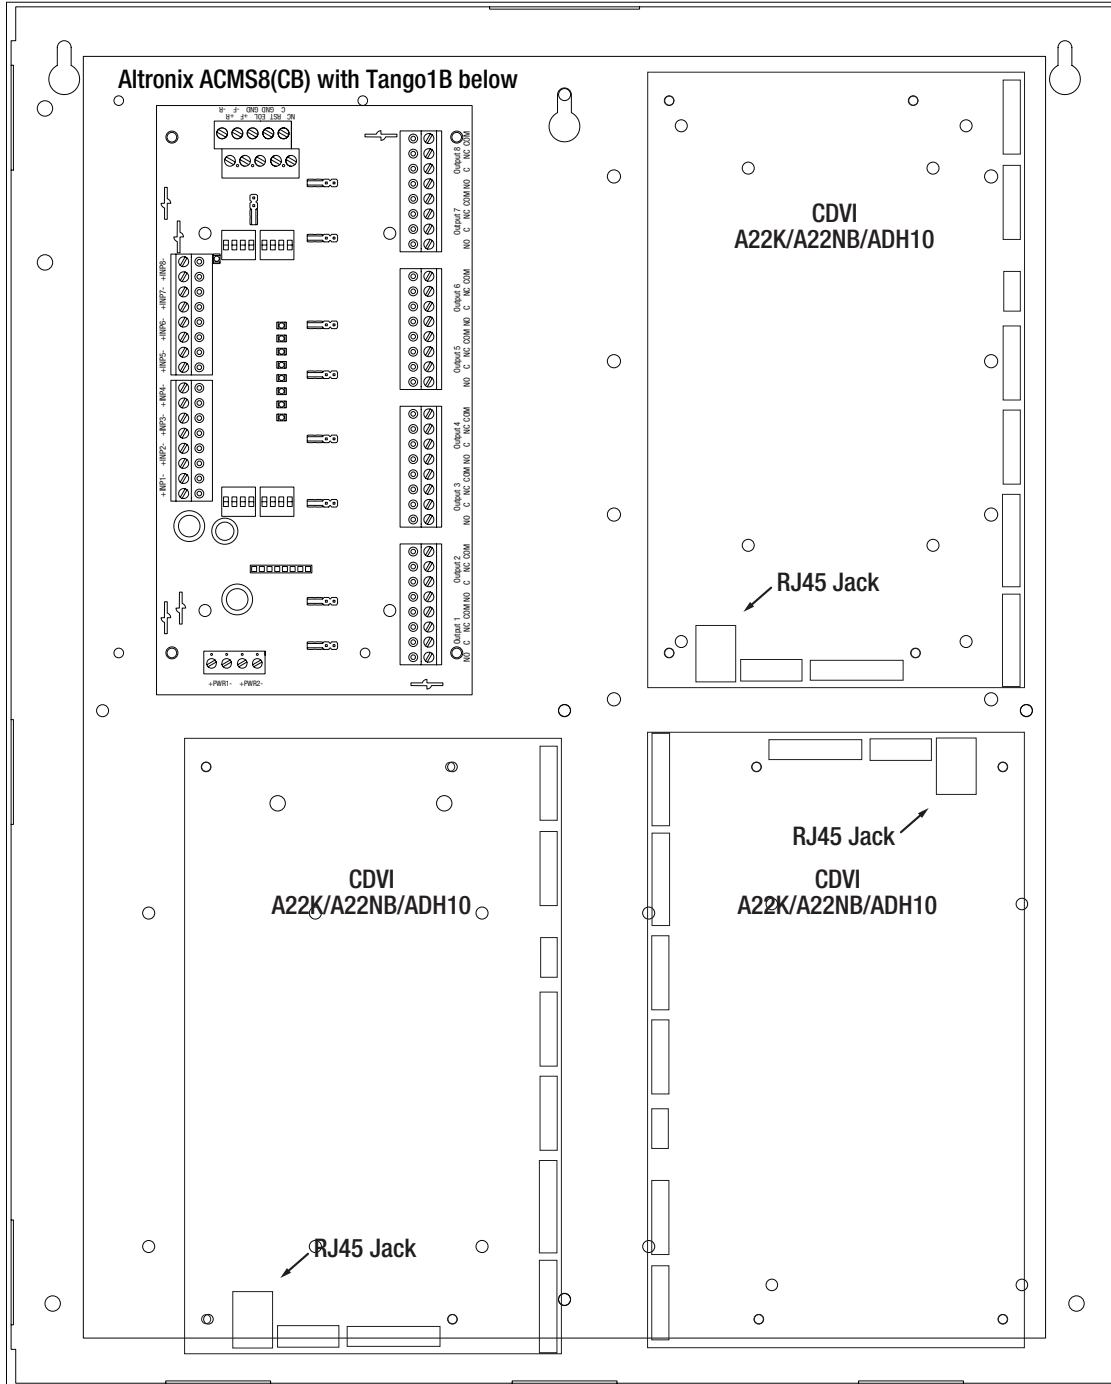 Altronix ACMS8(CB) with Tango1B below
-R -F GND GND C
+R +F EOL RST NC
Output 8
NO C NC COM
Output 7
NO C NC COM
Output 6
NO C NC COM
Output 5
NO C NC COM
Output 4
NO C NC COM
Output 3
NO C NC COM
Output 2
NO C NC COM
Output 1
NO C NC COM
+INP8-
+INP7-
+INP6-
+INP5-
+INP4-
+INP3-
+INP2-
+INP1-
+PWR1- +PWR2-
CDVI
A22K/A22NB/ADH10
RJ45 Jack
CDVI
A22K/A22NB/ADH10
RJ45 Jack
RJ45 Jack
CDVI
A22K/A22NB/ADH10